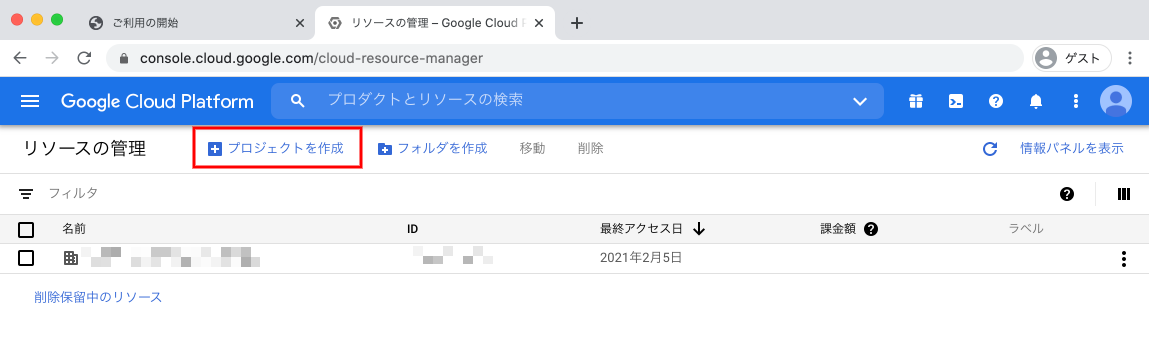 ご利用の開始
リソースの管理 – Google Cloud P
console.cloud.google.com/cloud-resource-manager
ゲスト
Google Cloud Platform
プロダクトとリソースの検索
リソースの管理
プロジェクトを作成
フォルダを作成
移動
削除
情報パネルを表示
フィルタ
名前
ID
最終アクセス日
課金額
ラベル
2021年2月5日
削除保留中のリソース